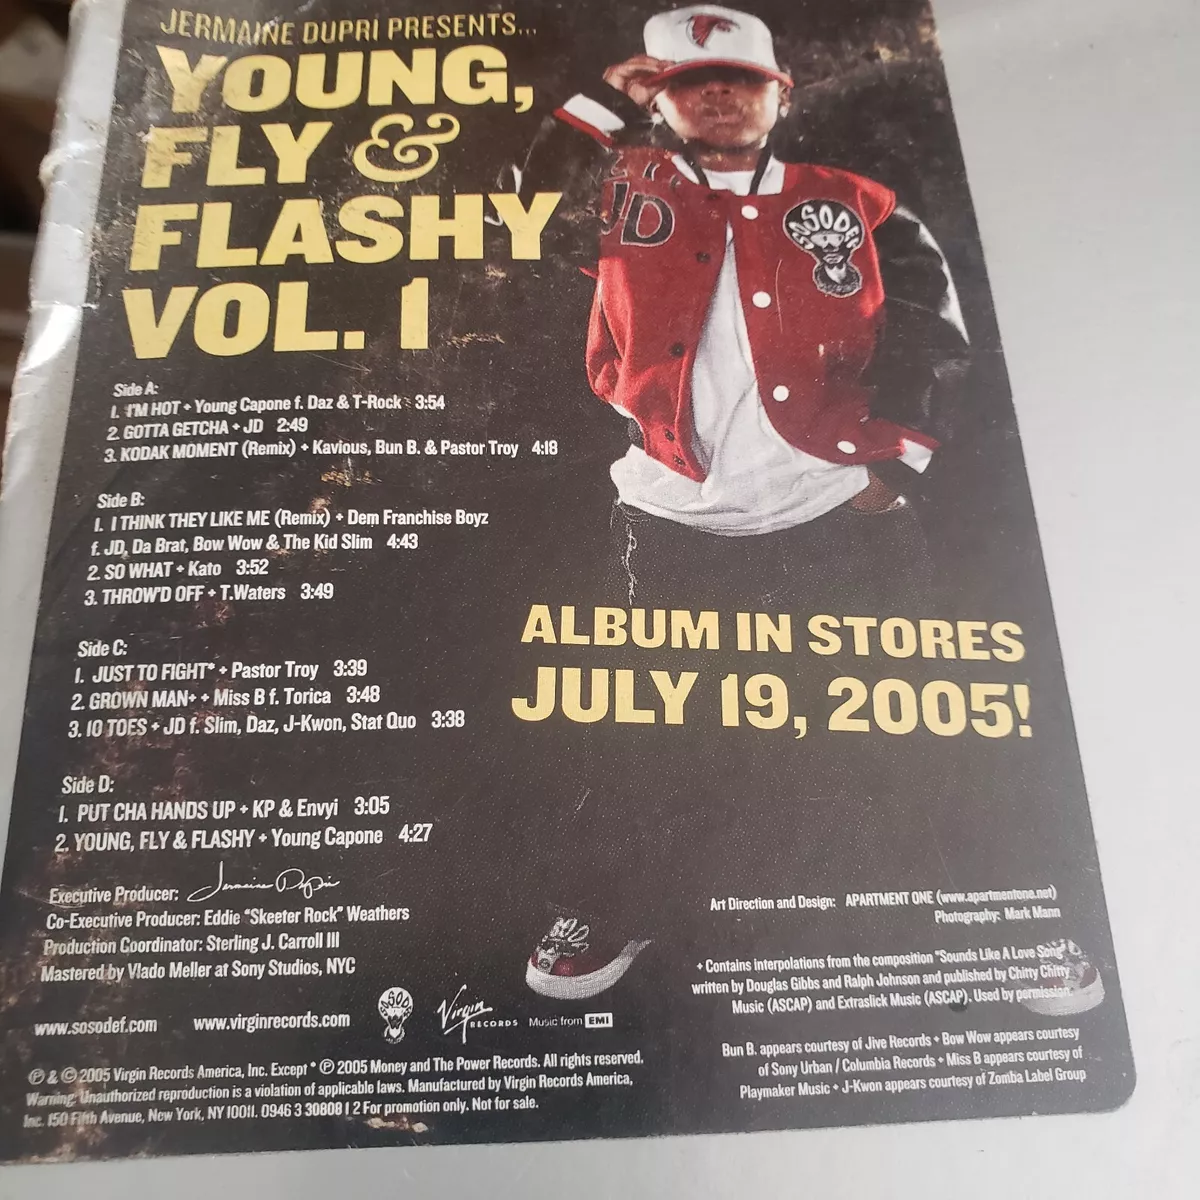 JERMAINE DUPRI PRESENTS...
YOUNG,
FLY &
FLASHY
VOL. 1
JD
SO SO DEF
Side A:
1. I'M HOT + Young Capone f. Daz & T-Rock 3:54
2. GOTTA GETCHA + JD 2:49
3. KODAK MOMENT (Remix) + Kavious, Bun B. & Pastor Troy 4:18
Side B:
1. I THINK THEY LIKE ME (Remix) + Dem Franchise Boyz
f. JD, Da Brat, Bow Wow & The Kid Slim 4:43
2. SO WHAT + Kato 3:52
3. THROW'D OFF + T.Waters 3:49
Side C:
1. JUST TO FIGHT* + Pastor Troy 3:39
2. GROWN MAN+ + Miss B f. Torica 3:48
3. 10 TOES + JD f. Slim, Daz, J-Kwon, Stat Quo 3:38
Side D:
1. PUT CHA HANDS UP + KP & Envyi 3:05
2. YOUNG, FLY & FLASHY + Young Capone 4:27
ALBUM IN STORES
JULY 19, 2005!
Executive Producer: Jermaine Dupri
Co-Executive Producer: Eddie "Skeeter Rock" Weathers
Production Coordinator: Sterling J. Carroll III
Mastered by Vlado Meller at Sony Studios, NYC
www.sosodef.com www.virginrecords.com
SO SO DEF
Virgin RECORDS
Music from EMI
℗ & © 2005 Virgin Records America, Inc. Except * ℗ 2005 Money and The Power Records. All rights reserved.
Warning: Unauthorized reproduction is a violation of applicable laws. Manufactured by Virgin Records America,
Inc. 150 Fifth Avenue, New York, NY 10011. 0946 3 30808 1 2 For promotion only. Not for sale.
Art Direction and Design: APARTMENT ONE (www.apartmentone.net)
Photography: Mark Mann
+ Contains interpolations from the composition "Sounds Like A Love Song"
written by Douglas Gibbs and Ralph Johnson and published by Chitty Chitty
Music (ASCAP) and Extraslick Music (ASCAP). Used by permission.
Bun B. appears courtesy of Jive Records + Bow Wow appears courtesy
of Sony Urban / Columbia Records + Miss B appears courtesy of
Playmaker Music + J-Kwon appears courtesy of Zomba Label Group